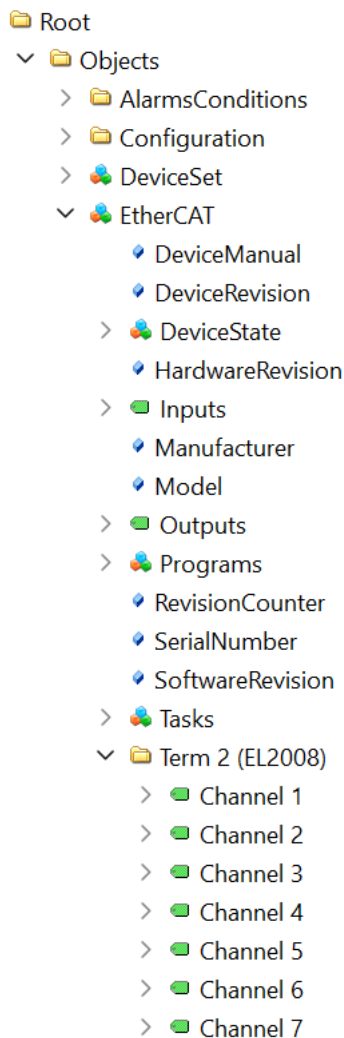 Root
Objects
AlarmsConditions
Configuration
DeviceSet
EtherCAT
DeviceManual
DeviceRevision
DeviceState
HardwareRevision
Inputs
Manufacturer
Model
Outputs
Programs
RevisionCounter
SerialNumber
SoftwareRevision
Tasks
Term 2 (EL2008)
Channel 1
Channel 2
Channel 3
Channel 4
Channel 5
Channel 6
Channel 7